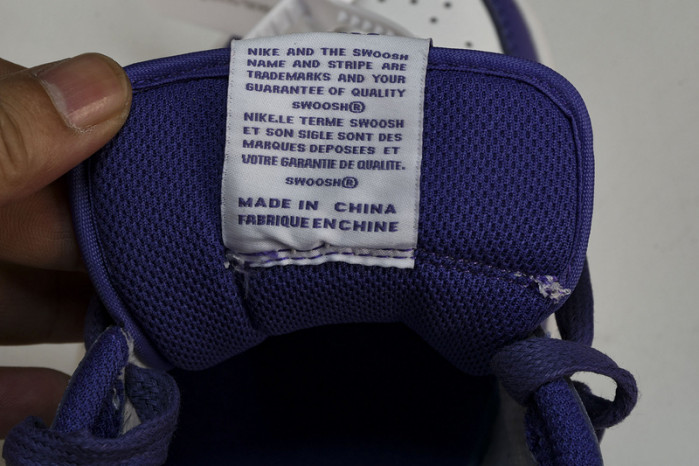 NIKE AND THE SWOOSH
NAME AND STRIPE ARE
TRADEMARKS AND YOUR
GUARANTEE OF QUALITY
SWOOSH®
NIKE.LE TERME SWOOSH
ET SON SIGLE SONT DES
MARQUES DEPOSEES ET
VOTRE GARANTIE DE QUALITE.
SWOOSH®
MADE IN CHINA
FABRIQUE EN CHINE